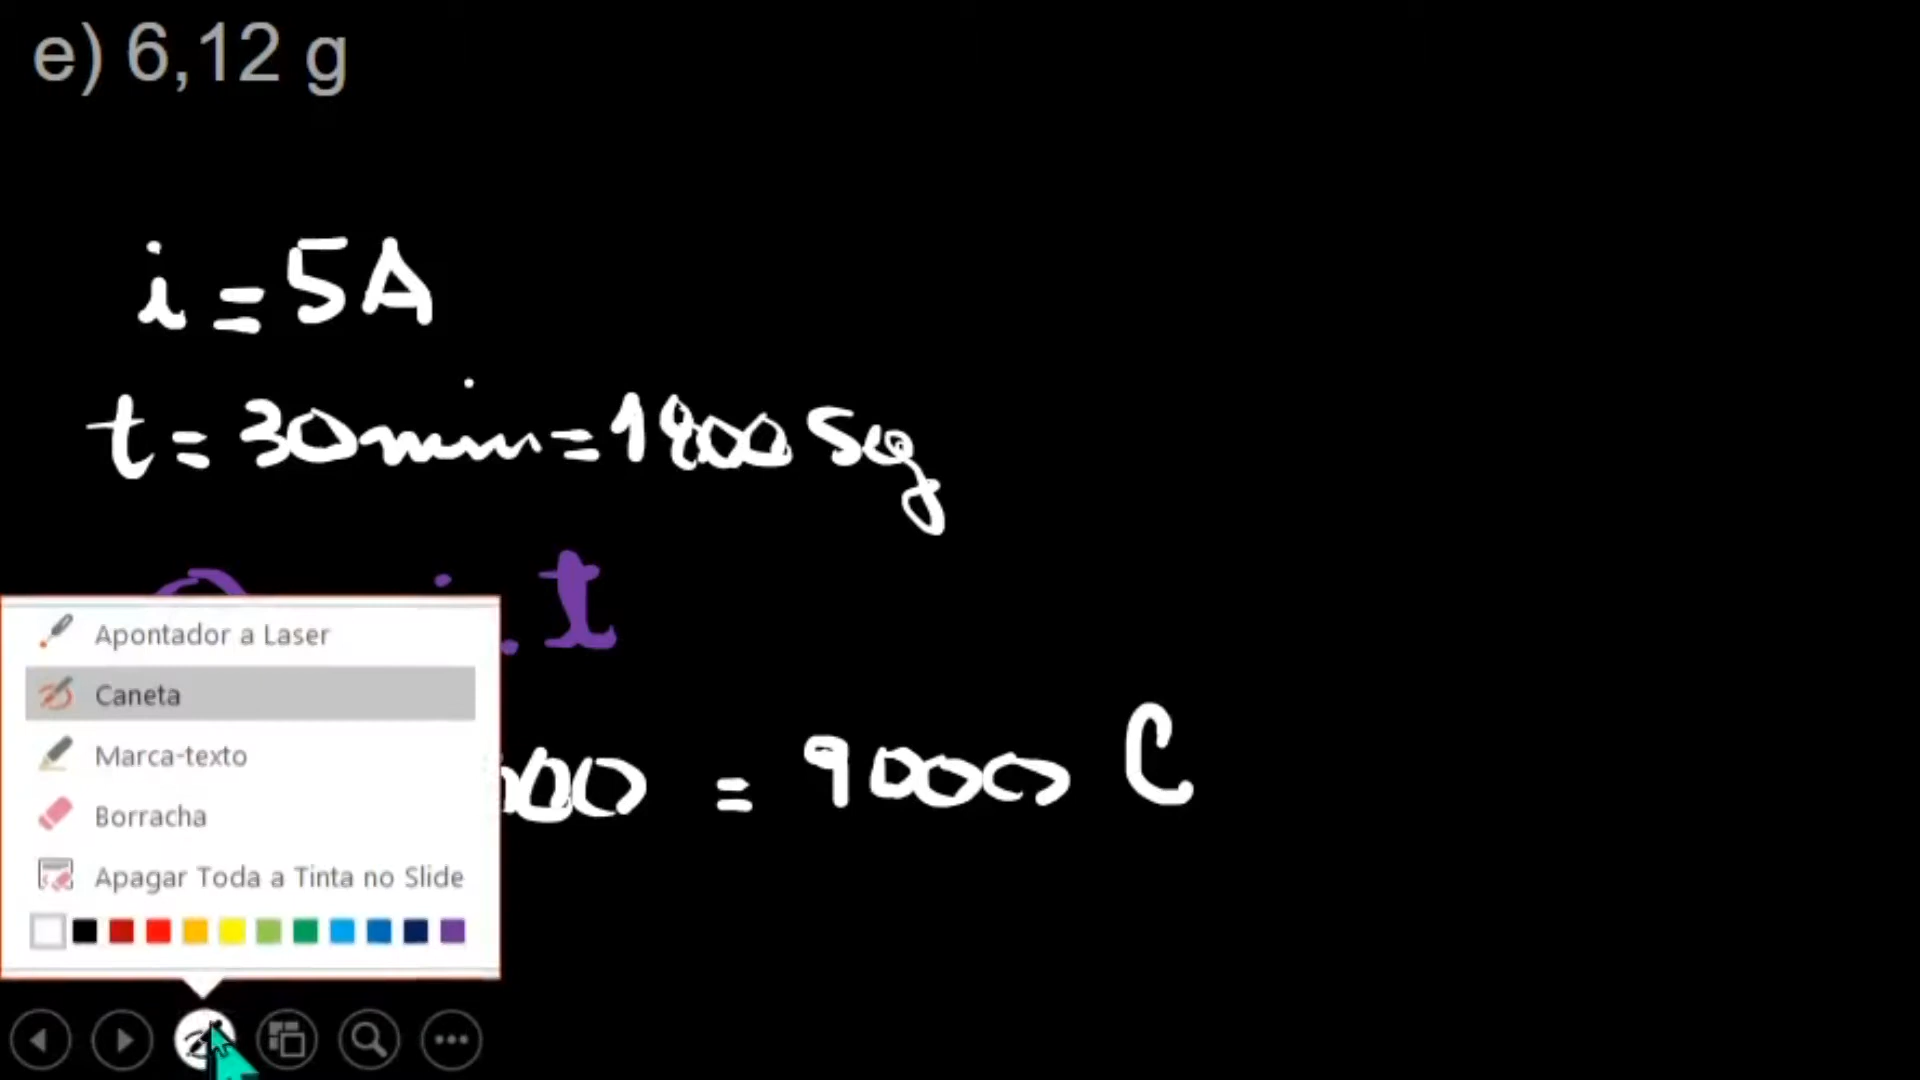 e) 6,12 g
i = 5A
t = 30min = 1800 Seg
. t
Apontador a Laser
Caneta
Marca-texto
Borracha
Apagar Toda a Tinta no Slide
00 = 9000 C